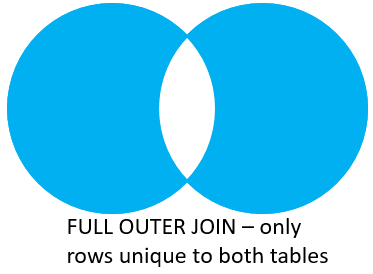 FULL OUTER JOIN – only
rows unique to both tables